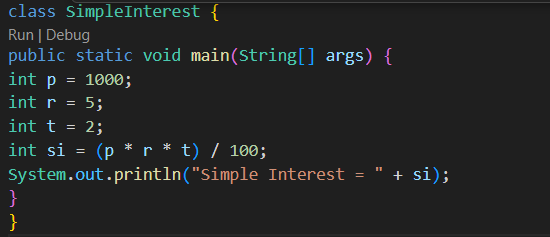 class SimpleInterest {
Run | Debug
public static void main(String[] args) {
int p = 1000;
int r = 5;
int t = 2;
int si = (p * r * t) / 100;
System.out.println("Simple Interest = " + si);
}
}